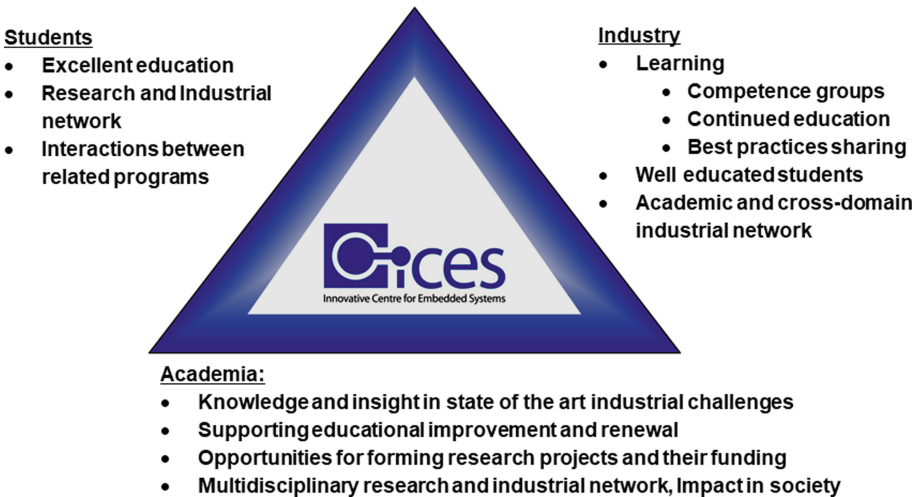 Students
• Excellent education
• Research and Industrial
network
• Interactions between
related programs
Industry
• Learning
• Competence groups
• Continued education
• Best practices sharing
• Well educated students
• Academic and cross-domain
industrial network
ices
Innovative Centre for Embedded Systems
Academia:
• Knowledge and insight in state of the art industrial challenges
• Supporting educational improvement and renewal
• Opportunities for forming research projects and their funding
• Multidisciplinary research and industrial network, Impact in society